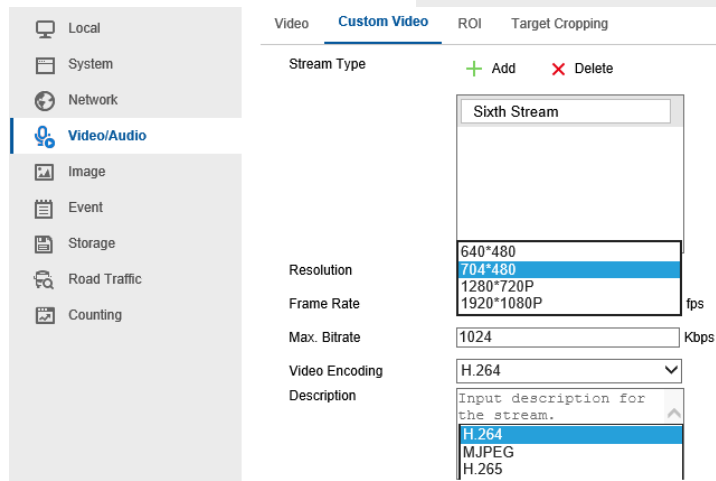 Local
System
Network
Video/Audio
Image
Event
Storage
Road Traffic
Counting
Video Custom Video ROI Target Cropping
Stream Type Add Delete
Sixth Stream
640*480
Resolution 704*480
1280*720P
Frame Rate 1920*1080P fps
Max. Bitrate 1024 Kbps
Video Encoding H.264
Description Input description for
the stream.
H.264
MJPEG
H.265